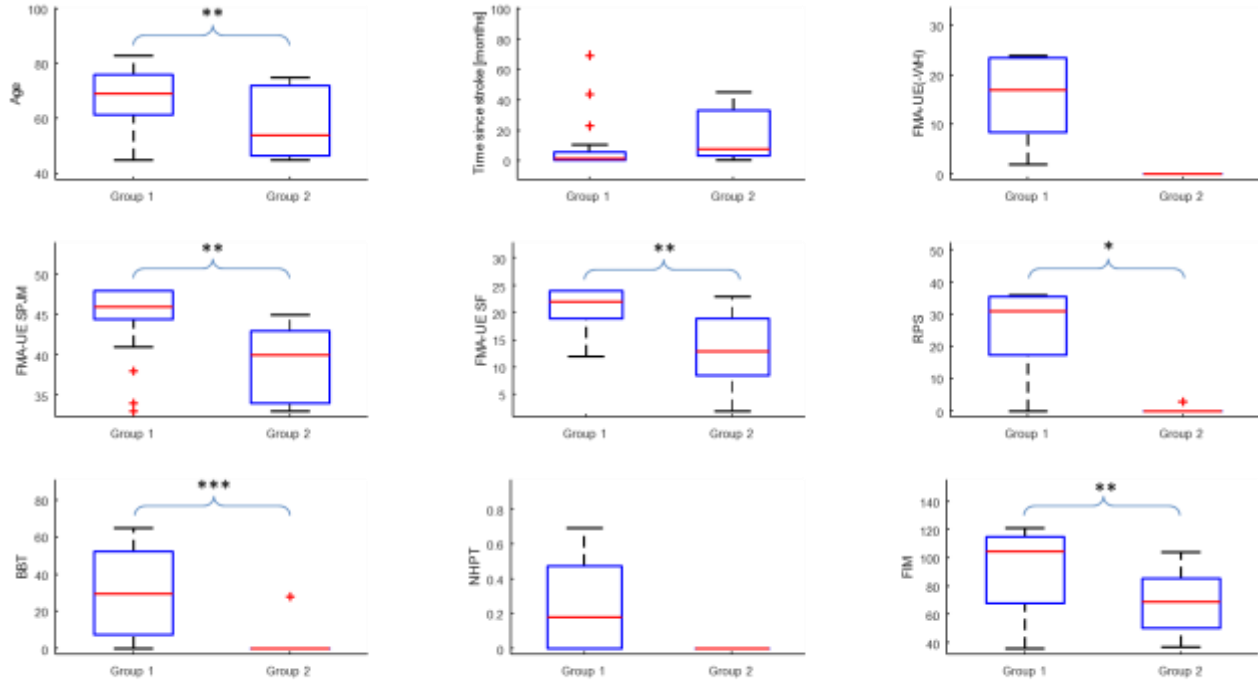 **
100
80
60
40
Age
Group 1 Group 2
100
80
60
40
20
0
Time since stroke [months]
Group 1 Group 2
30
20
10
0
FMA-UE(-WH)
Group 1 Group 2
**
50
45
40
35
FMA-UE SPJM
Group 1 Group 2
**
30
25
20
15
10
5
FMA-UE SF
Group 1 Group 2
*
50
40
30
20
10
0
RPS
Group 1 Group 2
***
80
60
40
20
0
BBT
Group 1 Group 2
0.8
0.6
0.4
0.2
0
NHPT
Group 1 Group 2
**
140
120
100
80
60
40
FIM
Group 1 Group 2